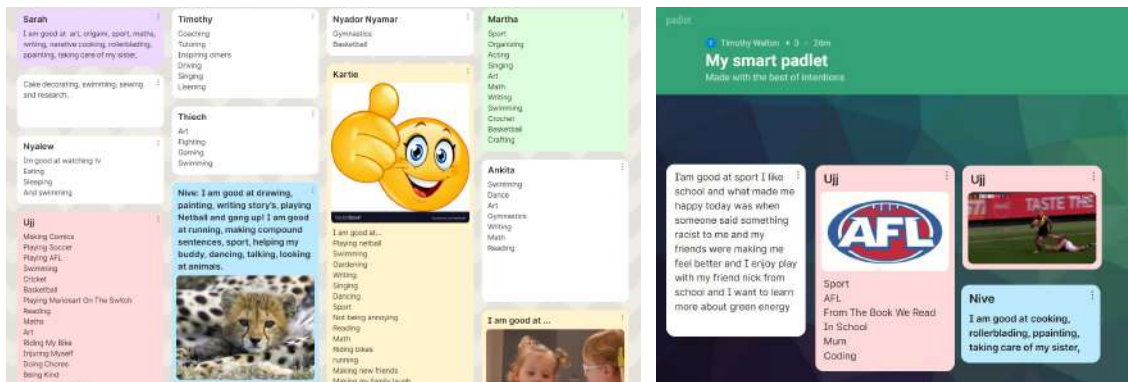 Sarah
I am good at art, origami, sport, maths,
writing, narative cooking, rollerblading,
ppainting, taking care of my sister,
Cake decorating, swimming, sewing
and research.
Nyalew
Im good at watching tv
Eating
Sleeping
And swimming
Ujj
Making Comics
Playing Soccer
Playing AFL
Swimming
Cricket
Basketball
Playing Mariokart On The Switch
Reading
Maths
Art
Riding My Bike
Injuring Myself
Doing Chores
Being Kind
Timothy
Coaching
Tutoring
Inspiring others
Driving
Singing
Thiech
Art
Fighting
Gaming
Swimming
Nive: I am good at drawing,
painting, writing story's, playing
Netball and gang up! I am good
at running, making compound
sentences, sport, helping my
buddy, dancing, talking, looking
at animals.
Nyador Nyamar
Gymnastics
Basketball
Kartie
I am good at...
Playing netball
Swimming
Gardening
Writing
Singing
Dancing
Sport
Not being annoying
Reading
Math
Riding bikes
running
Making new friends
Making my family laugh
Martha
Sport
Organizing
Acting
Singing
Art
Math
Writing
Swimming
Crochet
Basketball
Crafting
Ankita
Swimming
Dance
Art
Gymnastics
Writing
Math
Reading
I am good at ...
padlet
Timothy Walton + 3 · 26m
My smart padlet
Made with the best of intentions
I'am good at sport I like
school and what made me
happy today was when
someone said something
racist to me and my
friends were making me
feel better and I enjoy play
with my friend nick from
school and I want to learn
more about green energy
Ujj
AFL
Sport
AFL
From The Book We Read
In School
Mum
Coding
Ujj
TASTE THE
Nive
I am good at cooking,
rollerblading, ppainting,
taking care of my sister,